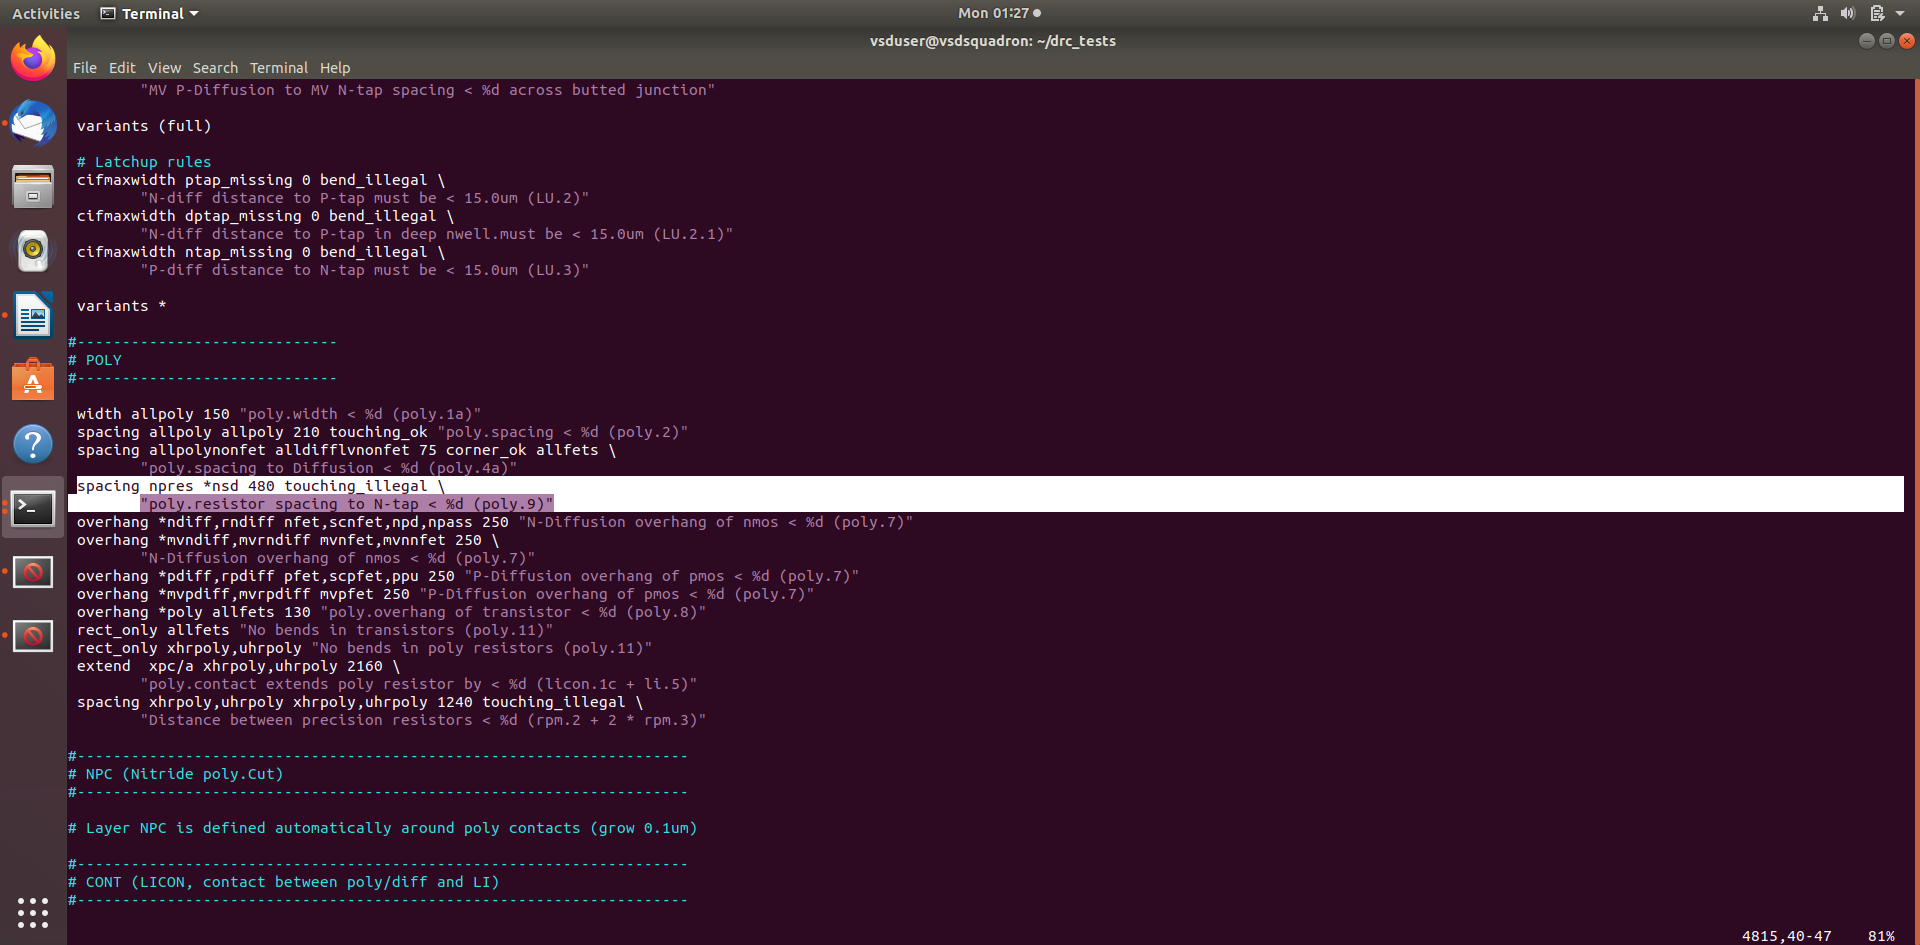 Activities Terminal Mon 01:27
vsduser@vsdsquadron: ~/drc_tests
File Edit View Search Terminal Help
"MV P-Diffusion to MV N-tap spacing < %d across butted junction"
variants (full)
# Latchup rules
cifmaxwidth ptap_missing 0 bend_illegal \
"N-diff distance to P-tap must be < 15.0um (LU.2)"
cifmaxwidth dptap_missing 0 bend_illegal \
"N-diff distance to P-tap in deep nwell.must be < 15.0um (LU.2.1)"
cifmaxwidth ntap_missing 0 bend_illegal \
"P-diff distance to N-tap must be < 15.0um (LU.3)"
variants *
#-----------------------------
# POLY
#-----------------------------
width allpoly 150 "poly.width < %d (poly.1a)"
spacing allpoly allpoly 210 touching_ok "poly.spacing < %d (poly.2)"
spacing allpolynonfet alldifflvnonfet 75 corner_ok allfets \
"poly.spacing to Diffusion < %d (poly.4a)"
spacing npres *nsd 480 touching_illegal \
"poly.resistor spacing to N-tap < %d (poly.9)"
overhang *ndiff,rndiff nfet,scnfet,npd,npass 250 "N-Diffusion overhang of nmos < %d (poly.7)"
overhang *mvndiff,mvrndiff mvnfet,mvnnfet 250 \
"N-Diffusion overhang of nmos < %d (poly.7)"
overhang *pdiff,rpdiff pfet,scpfet,ppu 250 "P-Diffusion overhang of pmos < %d (poly.7)"
overhang *mvpdiff,mvrpdiff mvpfet 250 "P-Diffusion overhang of pmos < %d (poly.7)"
overhang *poly allfets 130 "poly.overhang of transistor < %d (poly.8)"
rect_only allfets "No bends in transistors (poly.11)"
rect_only xhrpoly,uhrpoly "No bends in poly resistors (poly.11)"
extend  xpc/a xhrpoly,uhrpoly 2160 \
"poly.contact extends poly resistor by < %d (licon.1c + li.5)"
spacing xhrpoly,uhrpoly xhrpoly,uhrpoly 1240 touching_illegal \
"Distance between precision resistors < %d (rpm.2 + 2 * rpm.3)"
#--------------------------------------------------------------------
# NPC (Nitride poly.Cut)
#--------------------------------------------------------------------
# Layer NPC is defined automatically around poly contacts (grow 0.1um)
#--------------------------------------------------------------------
# CONT (LICON, contact between poly/diff and LI)
#--------------------------------------------------------------------
4815,40-47 81%